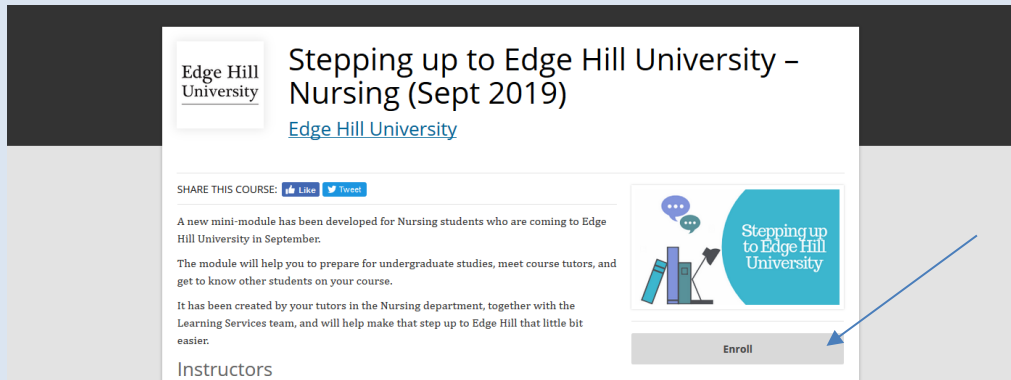 Edge Hill
University
Stepping up to Edge Hill University –
Nursing (Sept 2019)
Edge Hill University
SHARE THIS COURSE: Like Tweet
A new mini-module has been developed for Nursing students who are coming to Edge
Hill University in September.
The module will help you to prepare for undergraduate studies, meet course tutors, and
get to know other students on your course.
It has been created by your tutors in the Nursing department, together with the
Learning Services team, and will help make that step up to Edge Hill that little bit
easier.
Instructors
Stepping up
to Edge Hill
University
Enroll